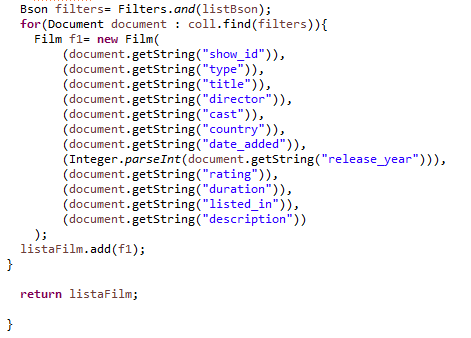 Bson filters= Filters.and(listBson);
for(Document document : coll.find(filters)){
Film f1= new Film(
(document.getString("show_id")),
(document.getString("type")),
(document.getString("title")),
(document.getString("director")),
(document.getString("cast")),
(document.getString("country")),
(document.getString("date_added")),
(Integer.parseInt(document.getString("release_year"))),
(document.getString("rating")),
(document.getString("duration")),
(document.getString("listed_in")),
(document.getString("description"))
);
listaFilm.add(f1);
}
return listaFilm;
}